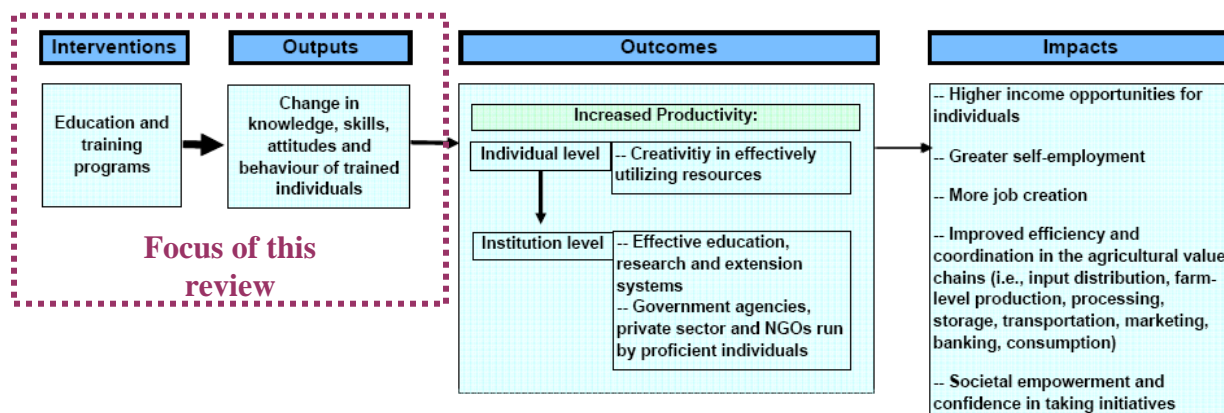 Interventions
Outputs
Outcomes
Impacts
Education and
training
programs
Change in
knowledge, skills,
attitudes and
behaviour of trained
individuals
Focus of this
review
Increased Productivity:
Individual level
-- Creativitiy in effectively
utilizing resources
Institution level
-- Effective education,
research and extension
systems
-- Government agencies,
private sector and NGOs run
by proficient individuals
-- Higher income opportunities for
individuals
-- Greater self-employment
-- More job creation
-- Improved efficiency and
coordination in the agricultural value
chains (i.e., input distribution, farm-
level production, processing,
storage, transportation, marketing,
banking, consumption)
-- Societal empowerment and
confidence in taking initiatives